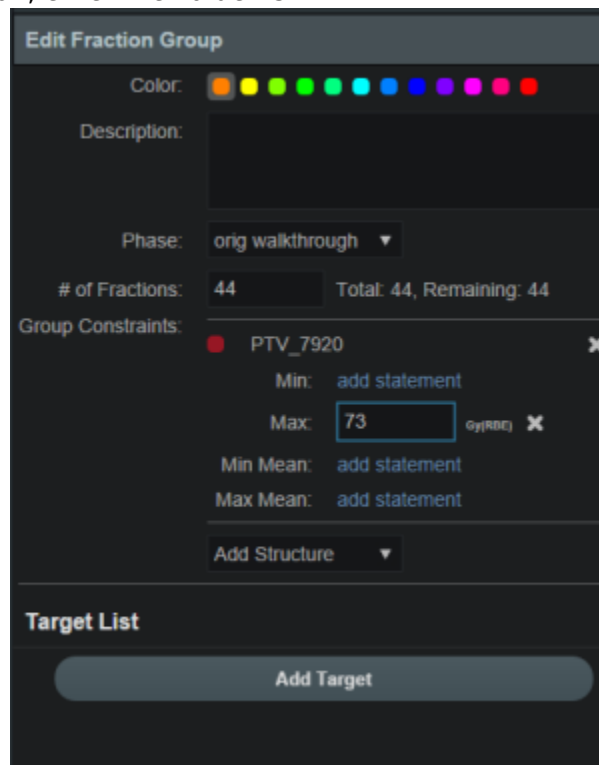 Edit Fraction Group
Color:
Description:
Phase: orig walkthrough
# of Fractions: 44 Total: 44, Remaining: 44
Group Constraints:
PTV_7920
Min: add statement
Max: 73 Gy(RBE)
Min Mean: add statement
Max Mean: add statement
Add Structure
Target List
Add Target